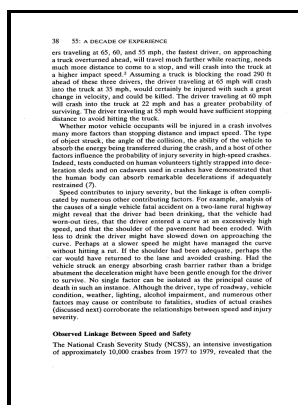 38 55: A DECADE OF EXPERIENCE
ers traveling at 65, 60, and 55 mph, the fastest driver, on approaching
a truck overturned ahead, will travel much farther while reacting, needs
much more distance to come to a stop, and will crash into the truck at
a higher impact speed.² Assuming a truck is blocking the road 290 ft
ahead of these three drivers, the driver traveling at 65 mph will crash
into the truck at 35 mph, would certainly be injured with such a great
change in velocity, and could be killed. The driver traveling at 60 mph
will crash into the truck at 22 mph and has a greater probability of
surviving. The driver traveling at 55 mph would have sufficient stopping
distance to avoid hitting the truck.
Whether motor vehicle occupants will be injured in a crash involves
many more factors than stopping distance and impact speed. The type
of object struck, the angle of the collision, the ability of the vehicle to
absorb the energy being transferred during the crash, and a host of other
factors influence the probability of injury severity in high-speed crashes.
Indeed, tests conducted on human volunteers tightly strapped into dece-
leration sleds and on cadavers used in crashes have demonstrated that
the human body can absorb remarkable decelerations if adequately
restrained (7).
Speed contributes to injury severity, but the linkage is often compli-
cated by numerous other contributing factors. For example, analysis of
the causes of a single vehicle fatal accident on a two-lane rural highway
might reveal that the driver had been drinking, that the vehicle had
worn-out tires, that the driver entered a curve at an excessively high
speed, and that the shoulder of the pavement had been eroded. With
less to drink the driver might have slowed down on approaching the
curve. Perhaps at a slower speed he might have managed the curve
without hitting a rut. If the shoulder had been adequate, perhaps the
car would have returned to the lane and avoided crashing. Had the
vehicle struck an energy absorbing crash barrier rather than a bridge
abutment the deceleration might have been gentle enough for the driver
to survive. No single factor can be isolated as the principal cause of
death in such an instance. Although the driver, type of roadway, vehicle
condition, weather, lighting, alcohol impairment, and numerous other
factors may cause or contribute to fatalities, studies of actual crashes
(discussed next) corroborate the relationships between speed and injury
severity.
Observed Linkage Between Speed and Safety
The National Crash Severity Study (NCSS), an intensive investigation
of approximately 10,000 crashes from 1977 to 1979, revealed that the